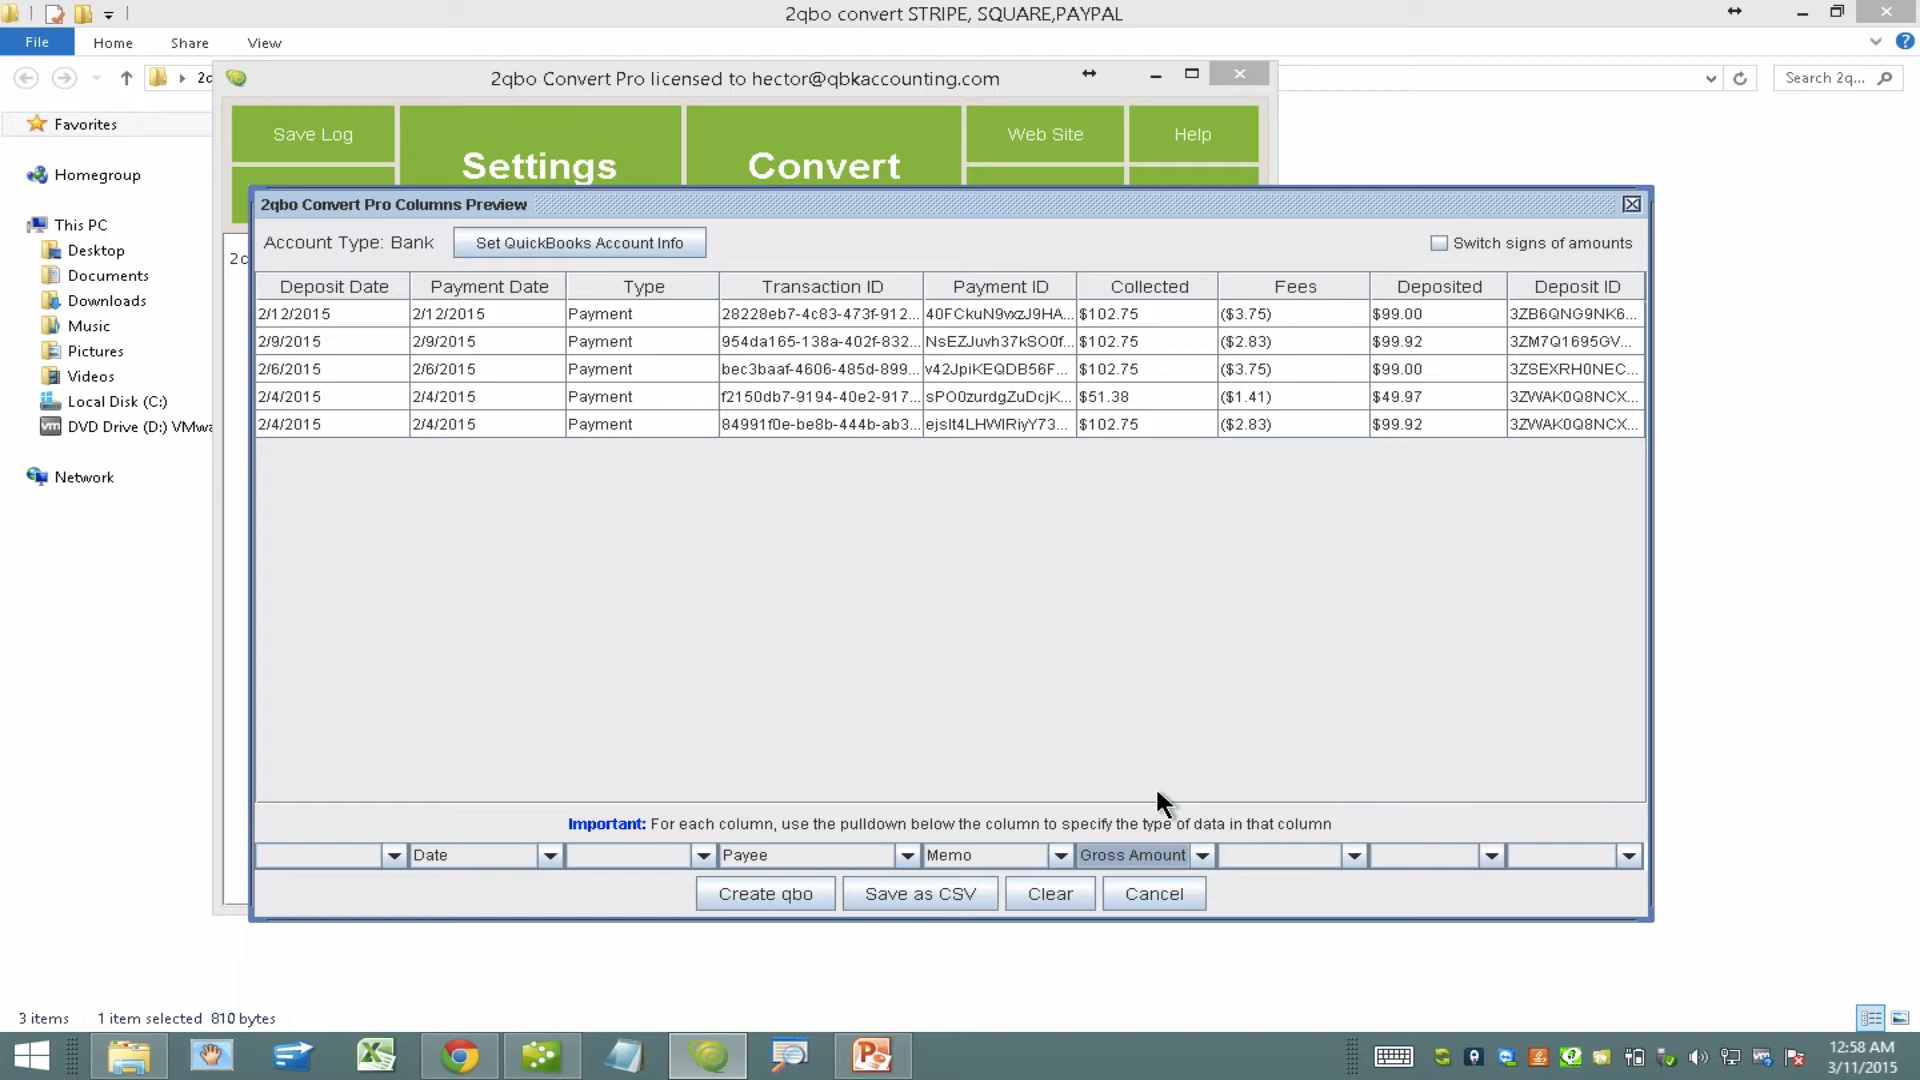 2qbo convert STRIPE, SQUARE,PAYPAL
File Home Share View
2c Search 2q...
2qbo Convert Pro licensed to hector@qbkaccounting.com
Save Log Settings Convert Web Site Help
Favorites
Homegroup
This PC
Desktop
Documents
Downloads
Music
Pictures
Videos
Local Disk (C:)
DVD Drive (D:) VMwa
Network
2c
2qbo Convert Pro Columns Preview
Account Type: Bank Set QuickBooks Account Info Switch signs of amounts
Deposit Date Payment Date Type Transaction ID Payment ID Collected Fees Deposited Deposit ID
2/12/2015 2/12/2015 Payment 28228eb7-4c83-473f-912... 40FCkuN9vxzJ9HA... $102.75 ($3.75) $99.00 3ZB6QNG9NK6...
2/9/2015 2/9/2015 Payment 954da165-138a-402f-832... NsEZJuvh37kSO0f... $102.75 ($2.83) $99.92 3ZM7Q1695GV...
2/6/2015 2/6/2015 Payment bec3baaf-4606-485d-899... v42JpiKEQDB56F... $102.75 ($3.75) $99.00 3ZSEXRH0NEC...
2/4/2015 2/4/2015 Payment f2150db7-9194-40e2-917... sPO0zurdgZuDcjK... $51.38 ($1.41) $49.97 3ZWAK0Q8NCX...
2/4/2015 2/4/2015 Payment 84991f0e-be8b-444b-ab3... ejslt4LHWIRiyY73... $102.75 ($2.83) $99.92 3ZWAK0Q8NCX...
Important: For each column, use the pulldown below the column to specify the type of data in that column
Date Payee Memo Gross Amount
Create qbo Save as CSV Clear Cancel
3 items 1 item selected 810 bytes
12:58 AM
3/11/2015